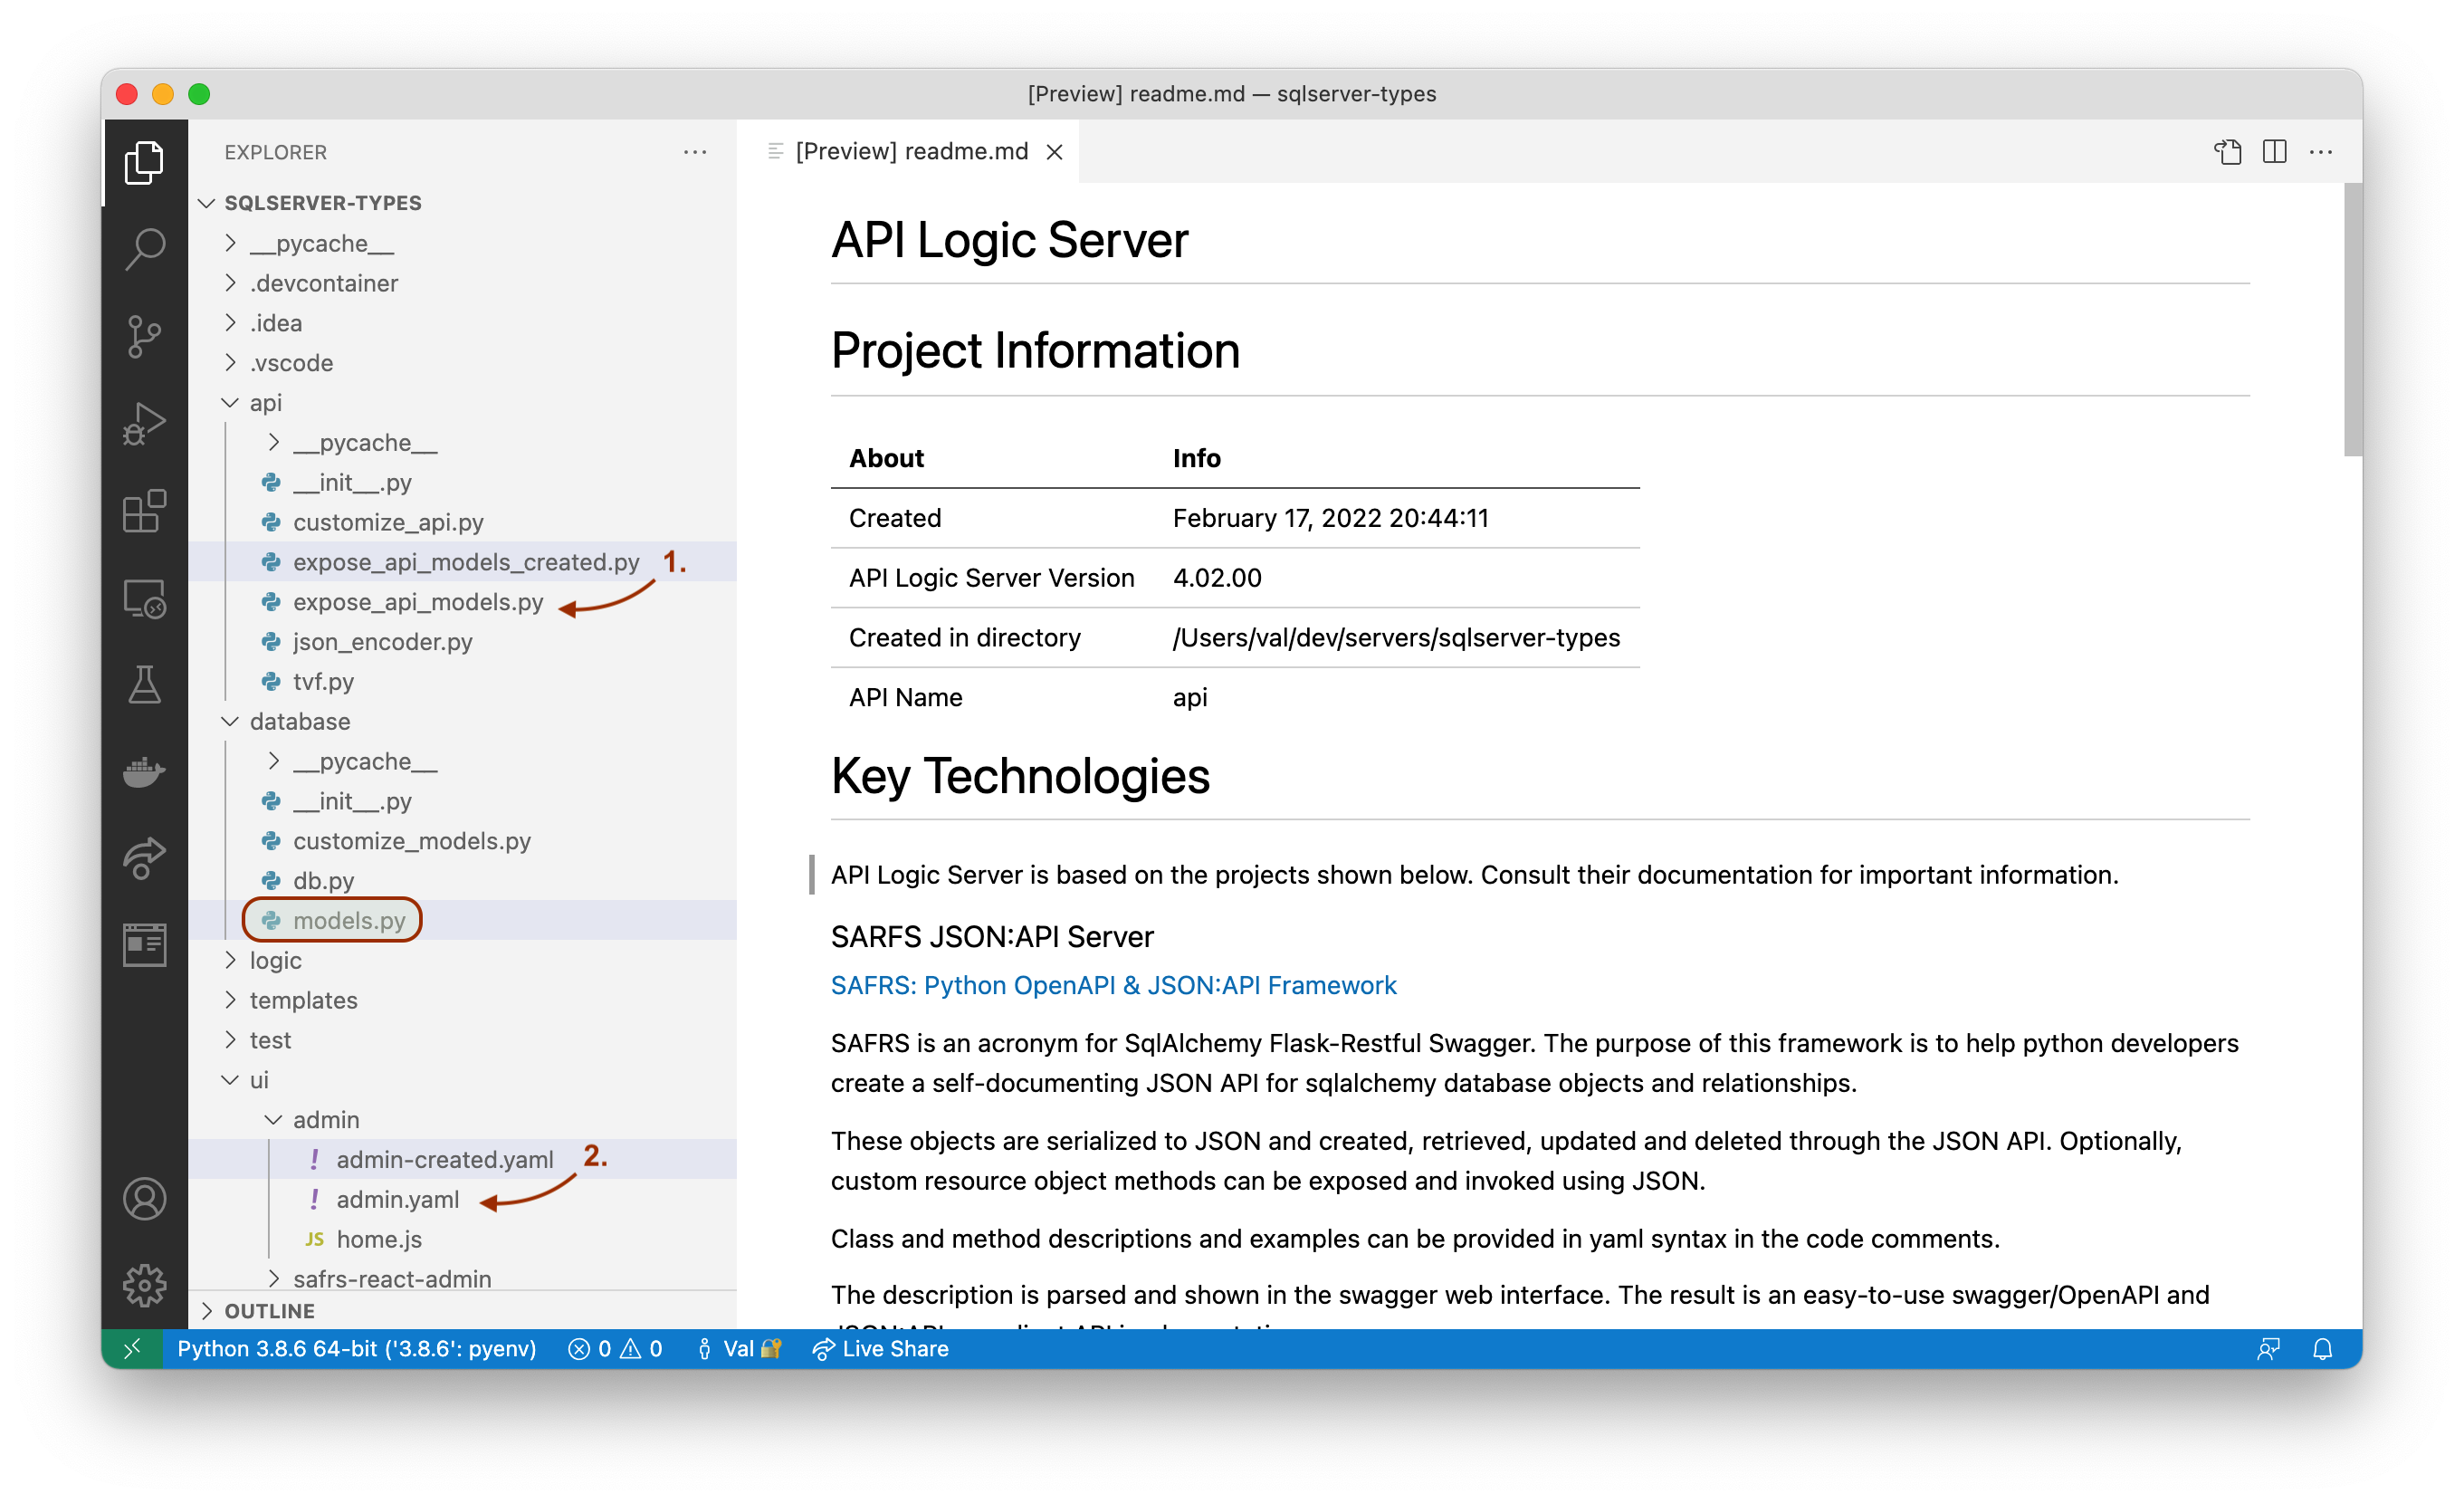 [Preview] readme.md — sqlserver-types
EXPLORER
SQLSERVER-TYPES
__pycache__
.devcontainer
.idea
.vscode
api
__pycache__
__init__.py
customize_api.py
expose_api_models_created.py
1.
expose_api_models.py
json_encoder.py
tvf.py
database
__pycache__
__init__.py
customize_models.py
db.py
models.py
logic
templates
test
ui
admin
admin-created.yaml
2.
admin.yaml
JS home.js
safrs-react-admin
OUTLINE
[Preview] readme.md
API Logic Server
Project Information
About Info
Created February 17, 2022 20:44:11
API Logic Server Version 4.02.00
Created in directory /Users/val/dev/servers/sqlserver-types
API Name api
Key Technologies
API Logic Server is based on the projects shown below. Consult their documentation for important information.
SARFS JSON:API Server
SAFRS: Python OpenAPI & JSON:API Framework
SAFRS is an acronym for SqlAlchemy Flask-Restful Swagger. The purpose of this framework is to help python developers
create a self-documenting JSON API for sqlalchemy database objects and relationships.
These objects are serialized to JSON and created, retrieved, updated and deleted through the JSON API. Optionally,
custom resource object methods can be exposed and invoked using JSON.
Class and method descriptions and examples can be provided in yaml syntax in the code comments.
The description is parsed and shown in the swagger web interface. The result is an easy-to-use swagger/OpenAPI and
Python 3.8.6 64-bit ('3.8.6': pyenv) 0 0 Val Live Share